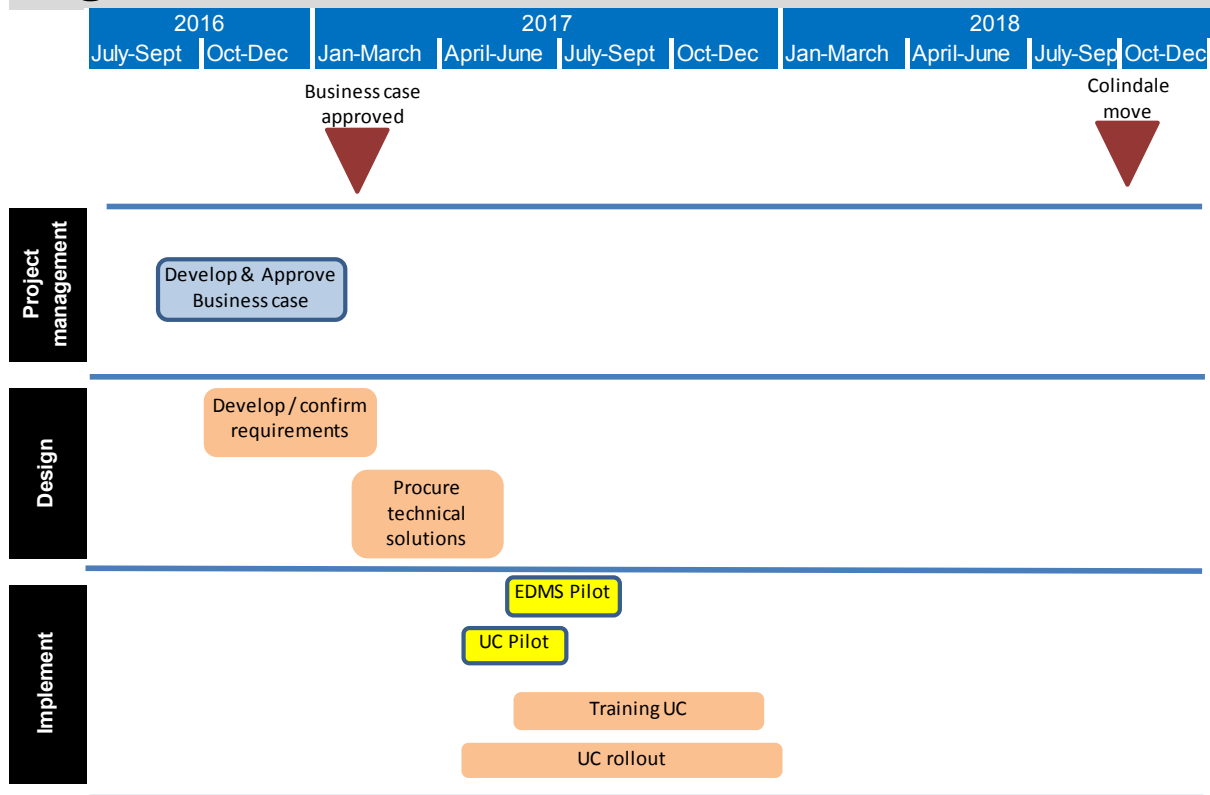 2016 2017 2018
July-Sept Oct-Dec Jan-March April-June July-Sept Oct-Dec Jan-March April-June July-Sep Oct-Dec
Business case
approved
Colindale
move
Project
management
Develop & Approve
Business case
Design
Develop / confirm
requirements
Procure
technical
solutions
Implement
EDMS Pilot
UC Pilot
Training UC
UC rollout